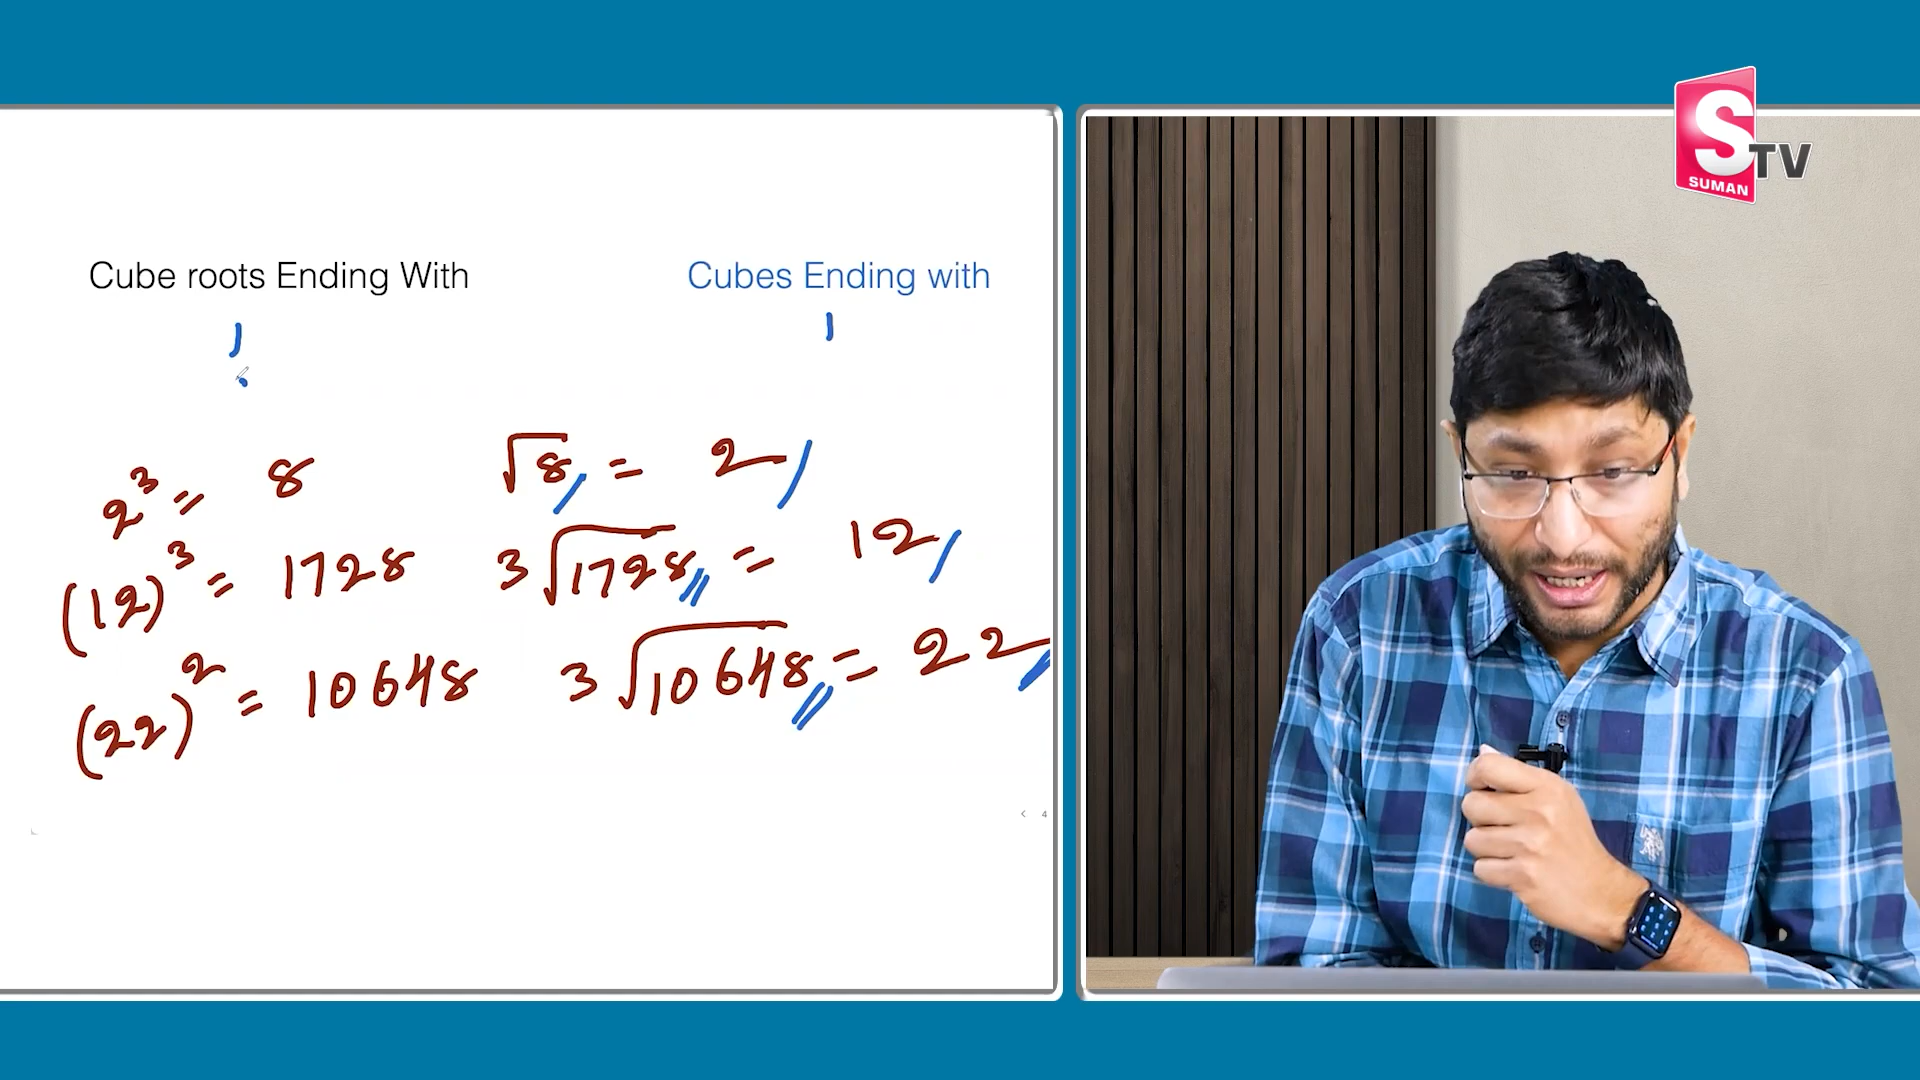 S TV
SUMAN
Cube roots Ending With Cubes Ending with
1 1
2³ = 8 √8 = 2
(12)³ = 1728 3√1728 = 12
(22)² = 10648 3√10648 = 22
< 4